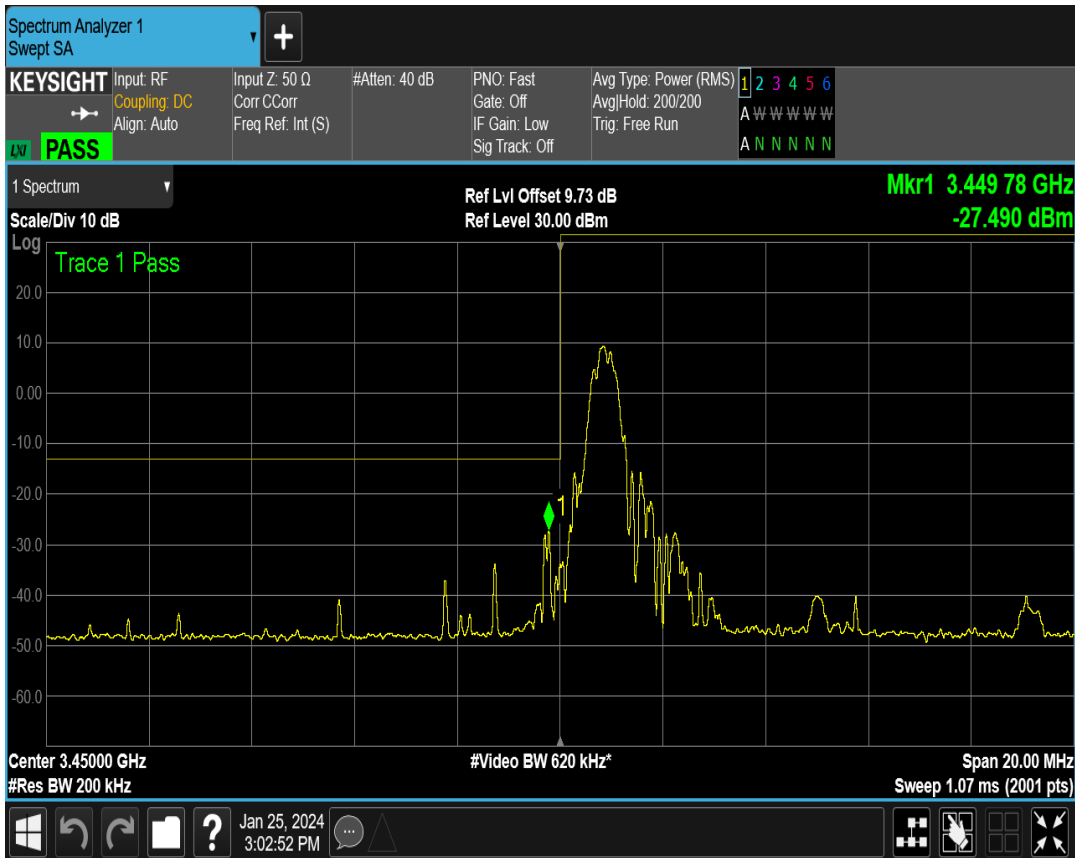 Spectrum Analyzer 1
Swept SA
+
KEYSIGHT
LXI
PASS
Input: RF
Coupling: DC
Align: Auto
Input Z: 50 Ω
Corr CCorr
Freq Ref: Int (S)
#Atten: 40 dB
PNO: Fast
Gate: Off
IF Gain: Low
Sig Track: Off
Avg Type: Power (RMS)
Avg|Hold: 200/200
Trig: Free Run
1 2 3 4 5 6
A W W W W W
A N N N N N
1 Spectrum
Scale/Div 10 dB
Ref Lvl Offset 9.73 dB
Ref Level 30.00 dBm
Mkr1 3.449 78 GHz
-27.490 dBm
Log
Trace 1 Pass
20.0
10.0
0.00
-10.0
-20.0
-30.0
-40.0
-50.0
-60.0
1
Center 3.45000 GHz
#Res BW 200 kHz
#Video BW 620 kHz*
Span 20.00 MHz
Sweep 1.07 ms (2001 pts)
?
Jan 25, 2024
3:02:52 PM